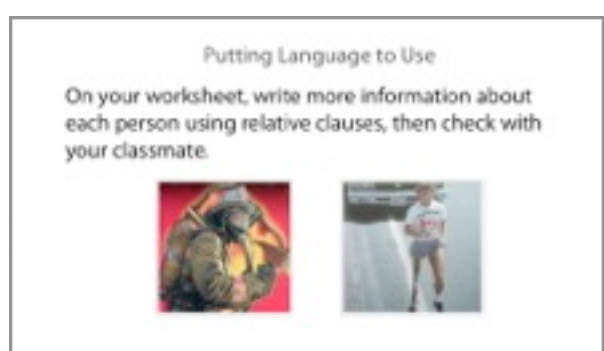 Putting Language to Use
On your worksheet, write more information about
each person using relative clauses, then check with
your classmate.